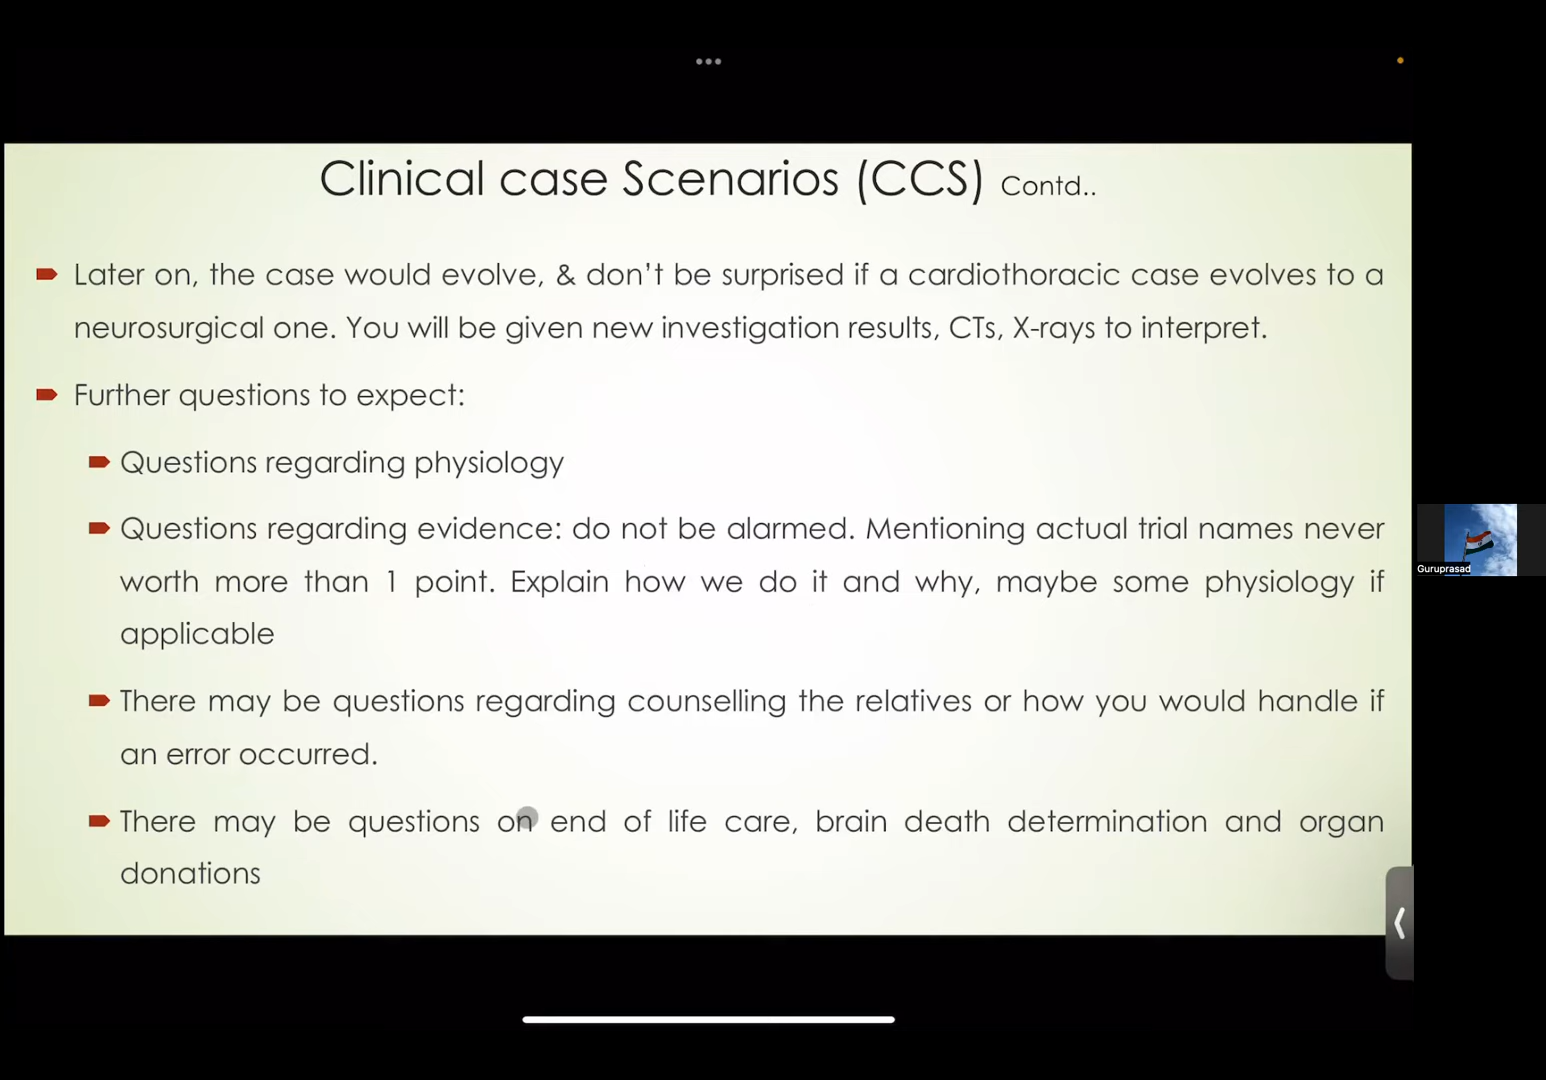 Clinical case Scenarios (CCS) Contd..
Later on, the case would evolve, & don't be surprised if a cardiothoracic case evolves to a
neurosurgical one. You will be given new investigation results, CTs, X-rays to interpret.
Further questions to expect:
Questions regarding physiology
Questions regarding evidence: do not be alarmed. Mentioning actual trial names never
worth more than 1 point. Explain how we do it and why, maybe some physiology if
applicable
There may be questions regarding counselling the relatives or how you would handle if
an error occurred.
There may be questions on end of life care, brain death determination and organ
donations
Guruprasad